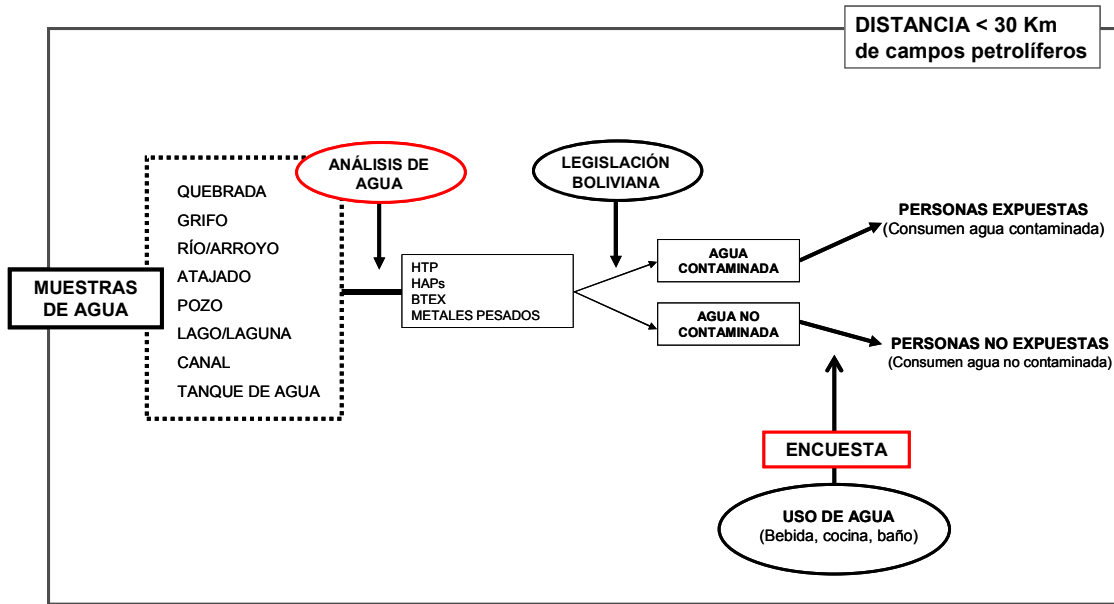 DISTANCIA < 30 Km
de campos petrolíferos
MUESTRAS
DE AGUA
QUEBRADA
GRIFO
RÍO/ARROYO
ATAJADO
POZO
LAGO/LAGUNA
CANAL
TANQUE DE AGUA
ANÁLISIS DE
AGUA
HTP
HAPs
BTEX
METALES PESADOS
LEGISLACIÓN
BOLIVIANA
AGUA
CONTAMINADA
AGUA NO
CONTAMINADA
PERSONAS EXPUESTAS
(Consumen agua contaminada)
PERSONAS NO EXPUESTAS
(Consumen agua no contaminada)
ENCUESTA
USO DE AGUA
(Bebida, cocina, baño)